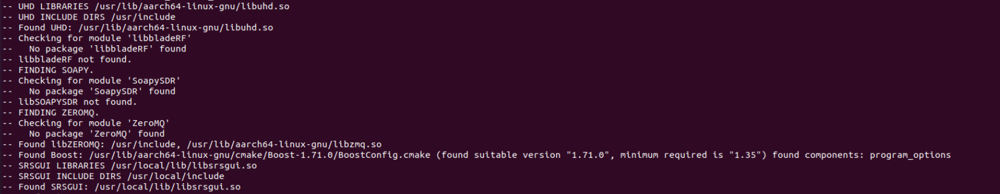 -- UHD LIBRARIES /usr/lib/aarch64-linux-gnu/libuhd.so
-- UHD INCLUDE DIRS /usr/include
-- Found UHD: /usr/lib/aarch64-linux-gnu/libuhd.so
-- Checking for module 'libbladeRF'
--   No package 'libbladeRF' found
-- libbladeRF not found.
-- FINDING SOAPY.
-- Checking for module 'SoapySDR'
--   No package 'SoapySDR' found
-- libSOAPYSDR not found.
-- FINDING ZEROMQ.
-- Checking for module 'ZeroMQ'
--   No package 'ZeroMQ' found
-- Found libZEROMQ: /usr/include, /usr/lib/aarch64-linux-gnu/libzmq.so
-- Found Boost: /usr/lib/aarch64-linux-gnu/cmake/Boost-1.71.0/BoostConfig.cmake (found suitable version "1.71.0", minimum required is "1.35") found components: program_options
-- SRSGUI LIBRARIES /usr/local/lib/libsrsgui.so
-- SRSGUI INCLUDE DIRS /usr/local/include
-- Found SRSGUI: /usr/local/lib/libsrsgui.so